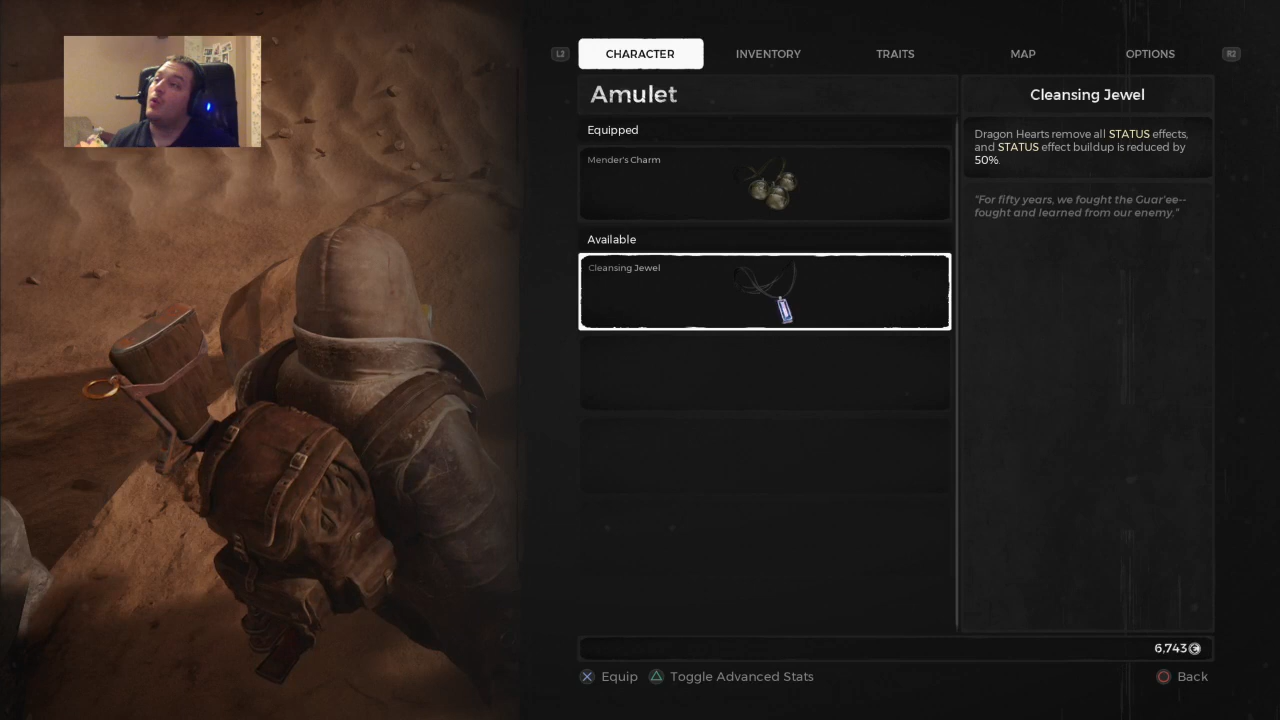 L2
CHARACTER
INVENTORY
TRAITS
MAP
OPTIONS
R2
Amulet
Equipped
Mender's Charm
Available
Cleansing Jewel
Cleansing Jewel
Dragon Hearts remove all STATUS effects,
and STATUS effect buildup is reduced by
50%.
"For fifty years, we fought the Guar'ee--
fought and learned from our enemy."
6,743
Equip
Toggle Advanced Stats
Back